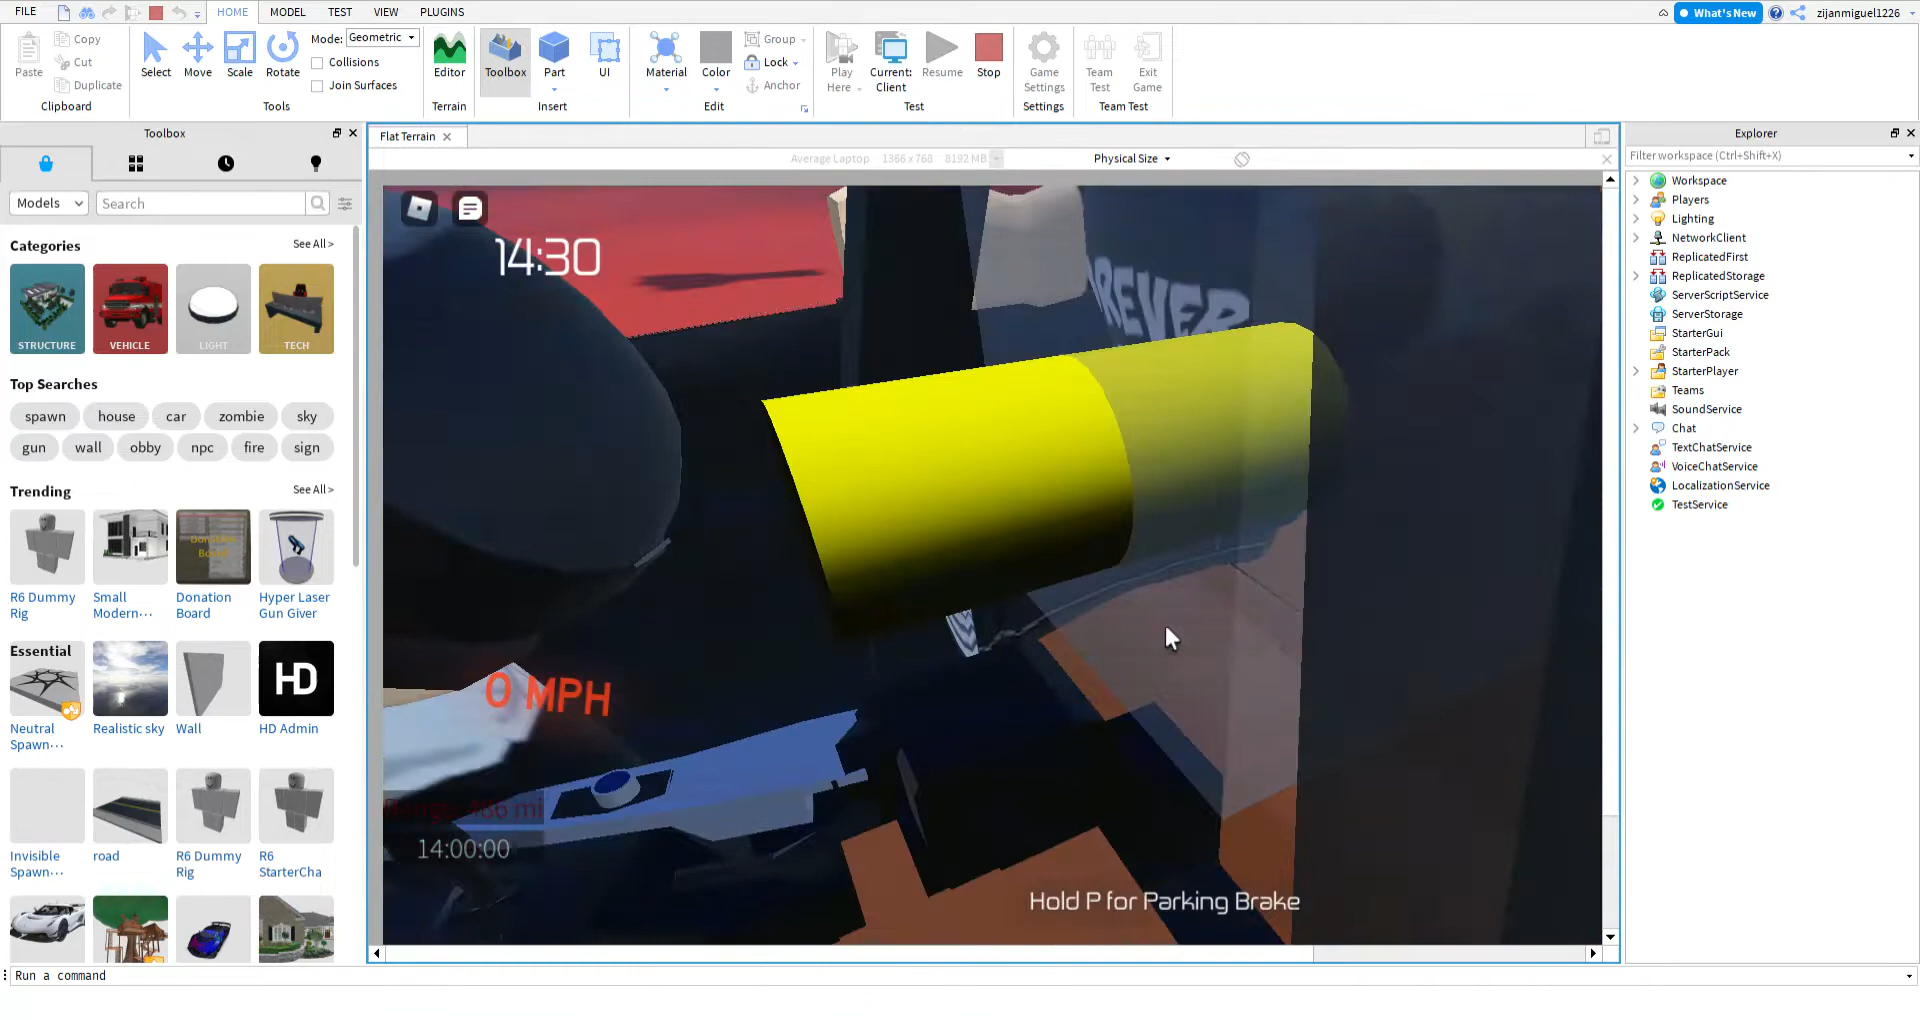 FILE HOME MODEL TEST VIEW PLUGINS What's New zijanmiguel1226
Paste Copy Cut Duplicate Clipboard
Select Move Scale Rotate Mode: Geometric Collisions Join Surfaces Tools
Editor Terrain
Toolbox Part UI Insert
Material Color Group Lock Anchor Edit
Play Here Current: Client Resume Stop Test
Game Settings Settings
Team Test Exit Game Team Test
Toolbox
Models Search
Categories See All >
STRUCTURE VEHICLE LIGHT TECH
Top Searches
spawn house car zombie sky
gun wall obby npc fire sign
Trending See All >
R6 Dummy Rig
Small Modern...
Donation Board
Hyper Laser Gun Giver
Essential
Neutral Spawn...
Realistic sky
Wall
HD
HD Admin
Invisible Spawn...
road
R6 Dummy Rig
R6 StarterCha
Flat Terrain
Average Laptop 1366 x 768 8192 MB Physical Size
14:30
REVER
0 MPH
486 mi
14:00:00
Hold P for Parking Brake
Explorer
Filter workspace (Ctrl+Shift+X)
Workspace
Players
Lighting
NetworkClient
ReplicatedFirst
ReplicatedStorage
ServerScriptService
ServerStorage
StarterGui
StarterPack
StarterPlayer
Teams
SoundService
Chat
TextChatService
VoiceChatService
LocalizationService
TestService
Run a command